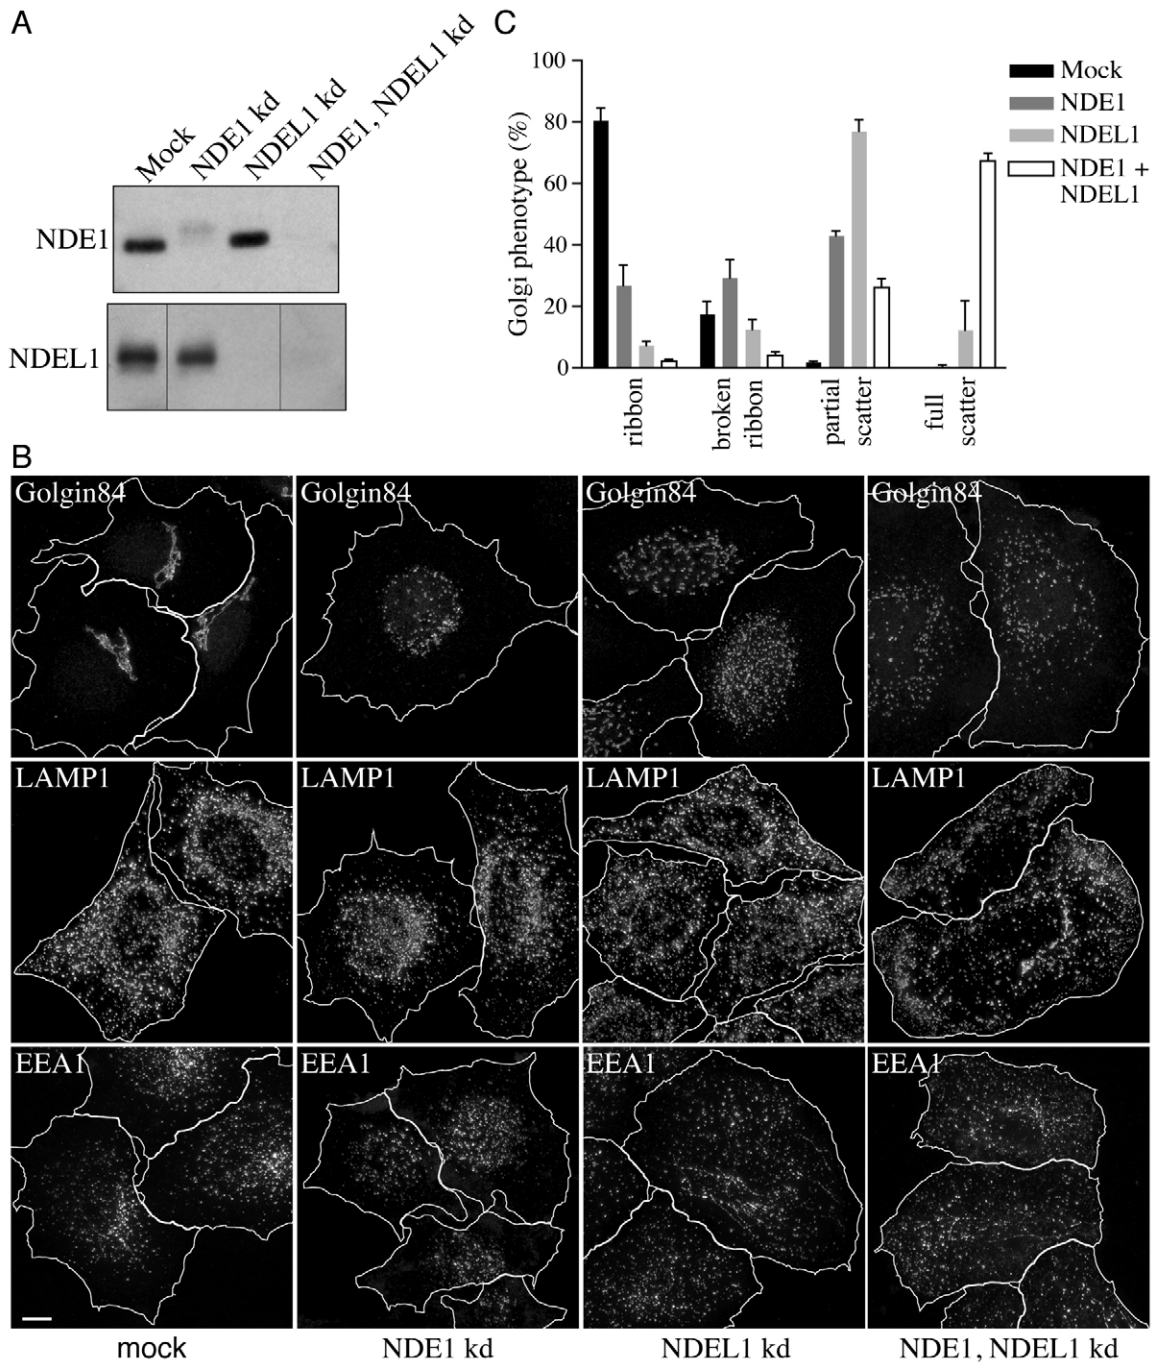 A
Mock
NDE1 kd
NDEL1 kd
NDE1, NDEL1 kd
NDE1
NDEL1
C
Golgi phenotype (%)
100
80
60
40
20
0
ribbon
broken
ribbon
partial
scatter
full
scatter
Mock
NDE1
NDEL1
NDE1 +
NDEL1
B
Golgin84
Golgin84
Golgin84
Golgin84
LAMP1
LAMP1
LAMP1
LAMP1
EEA1
EEA1
EEA1
EEA1
mock
NDE1 kd
NDEL1 kd
NDE1, NDEL1 kd